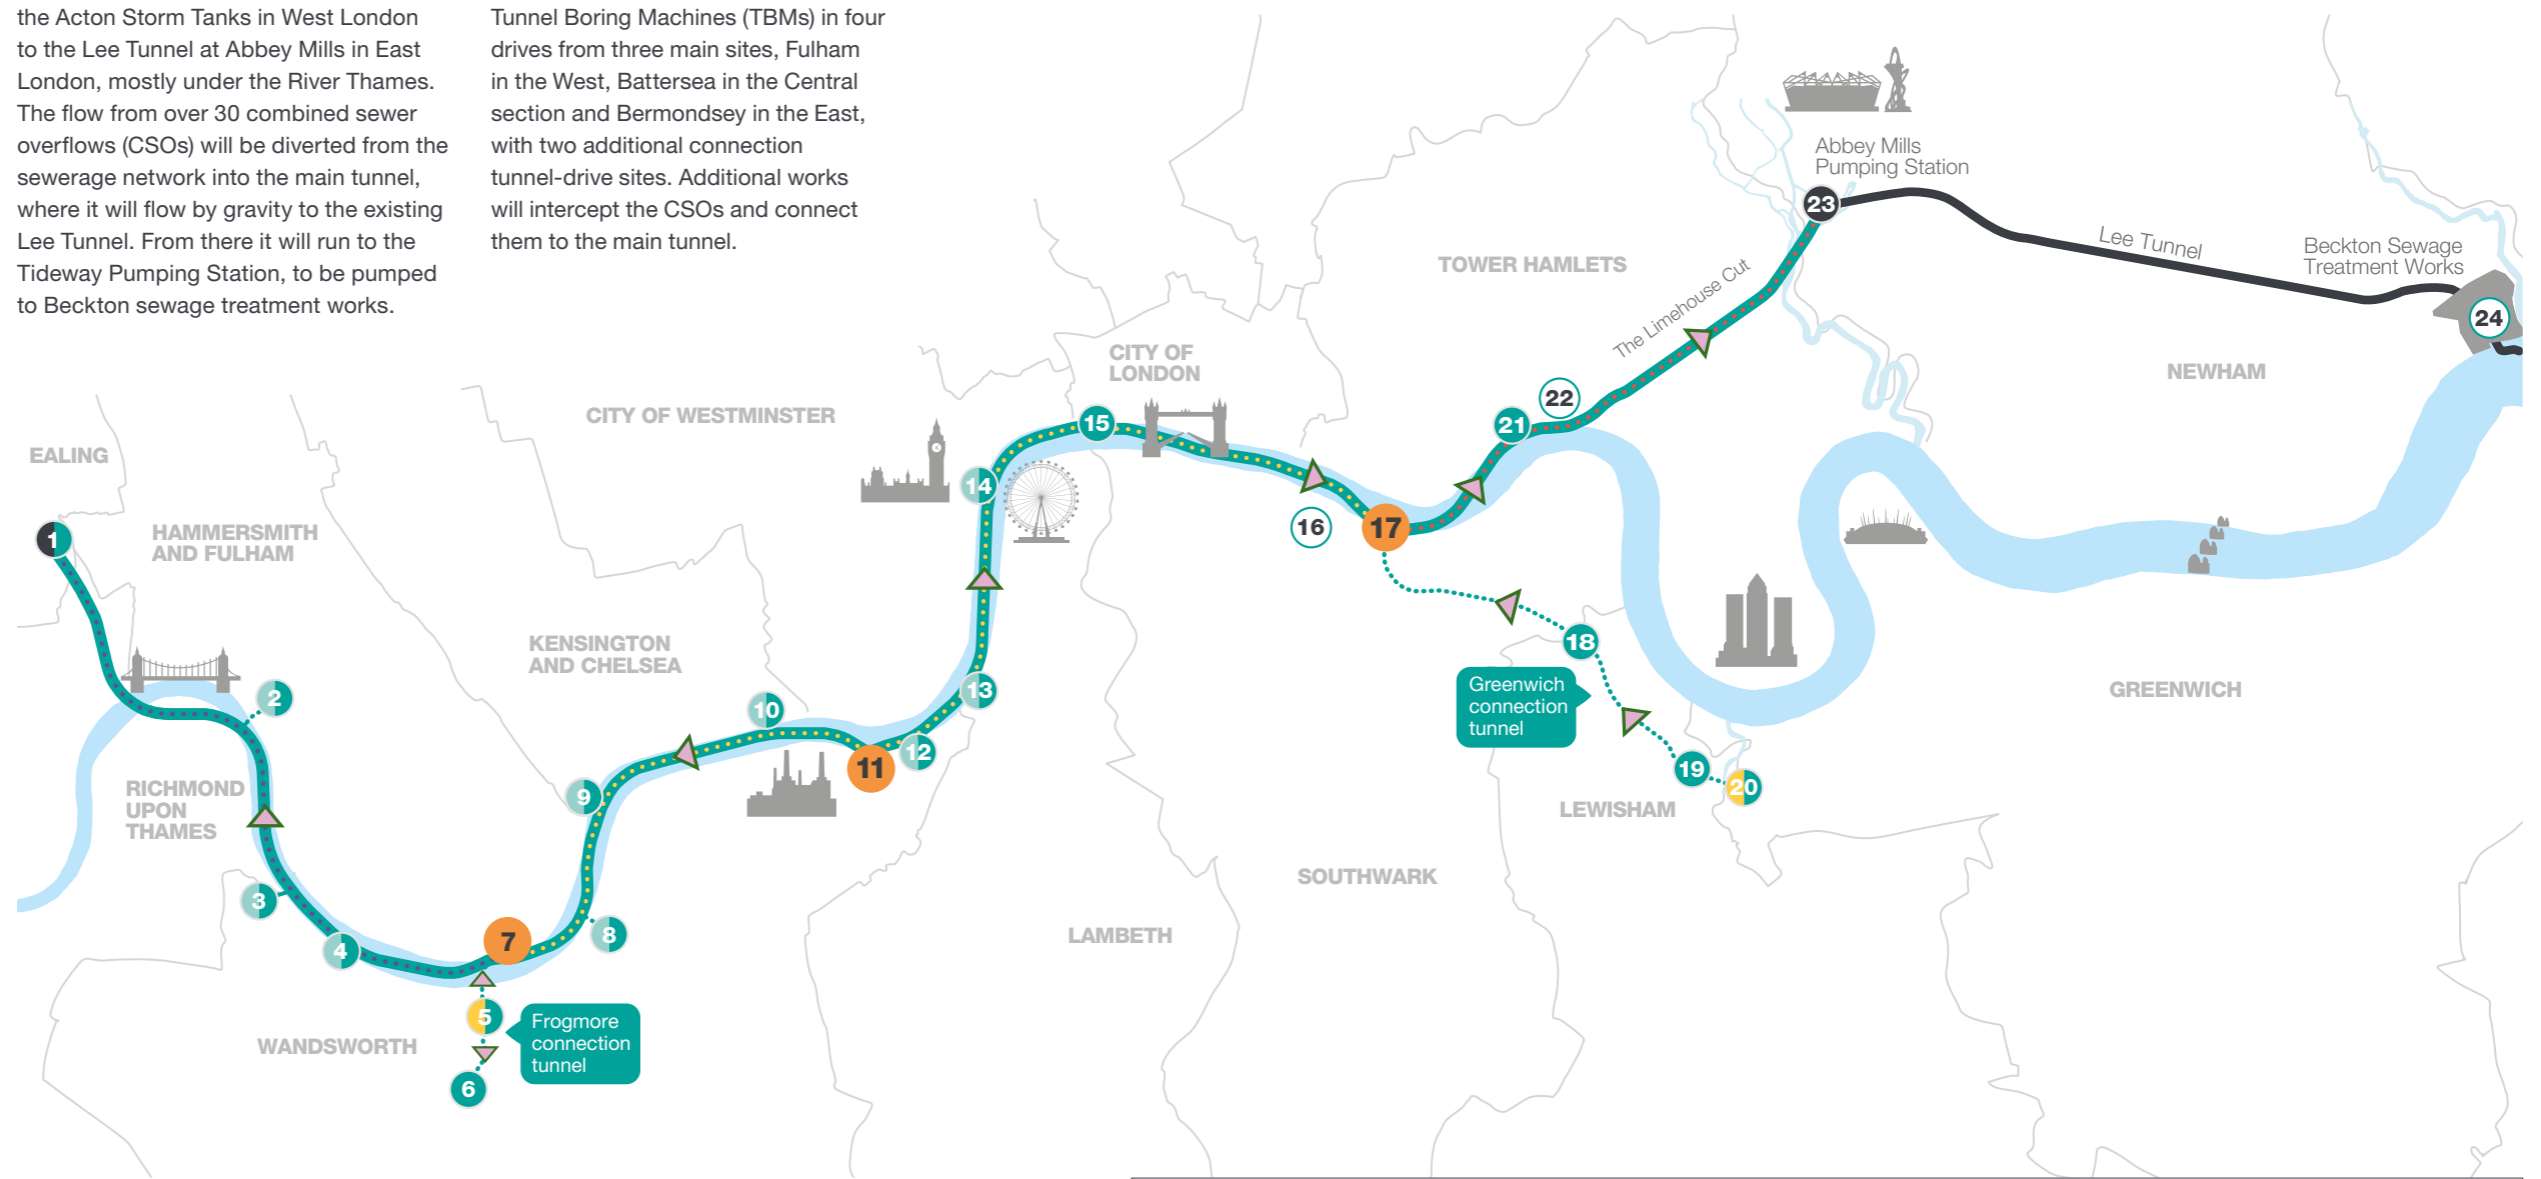 the Acton Storm Tanks in West London
to the Lee Tunnel at Abbey Mills in East
London, mostly under the River Thames.
The flow from over 30 combined sewer
overflows (CSOs) will be diverted from the
sewerage network into the main tunnel,
where it will flow by gravity to the existing
Lee Tunnel. From there it will run to the
Tideway Pumping Station, to be pumped
to Beckton sewage treatment works.
Tunnel Boring Machines (TBMs) in four
drives from three main sites, Fulham
in the West, Battersea in the Central
section and Bermondsey in the East,
with two additional connection
tunnel-drive sites. Additional works
will intercept the CSOs and connect
them to the main tunnel.
Abbey Mills
Pumping Station
23
Lee Tunnel
Beckton Sewage
Treatment Works
24
TOWER HAMLETS
The Limehouse Cut
CITY OF
LONDON
NEWHAM
22
21
CITY OF WESTMINSTER
15
EALING
14
16
17
1
HAMMERSMITH
AND FULHAM
KENSINGTON
AND CHELSEA
18
Greenwich
connection
tunnel
GREENWICH
2
13
10
12
11
19
20
RICHMOND
UPON
THAMES
9
LEWISHAM
SOUTHWARK
3
LAMBETH
8
7
4
5
Frogmore
connection
tunnel
WANDSWORTH
6